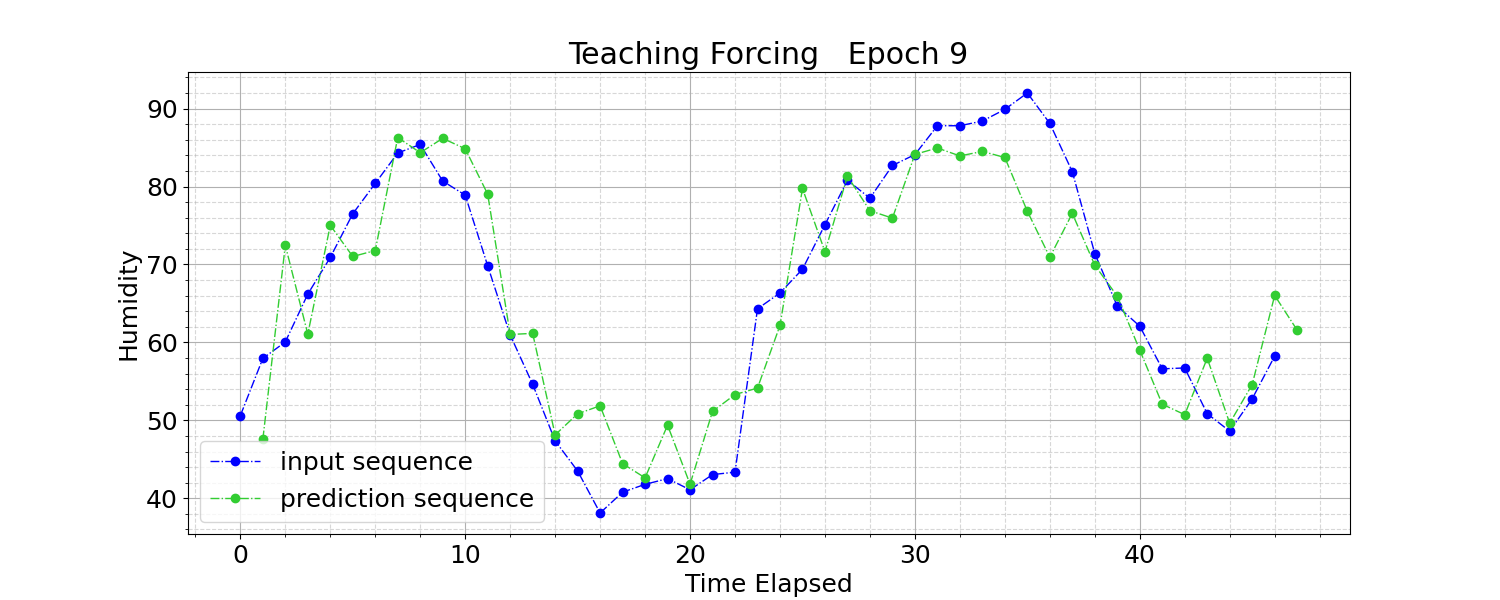 Teaching Forcing   Epoch 9
90
80
70
60
50
40
Humidity
input sequence
prediction sequence
0 10 20 30 40
Time Elapsed